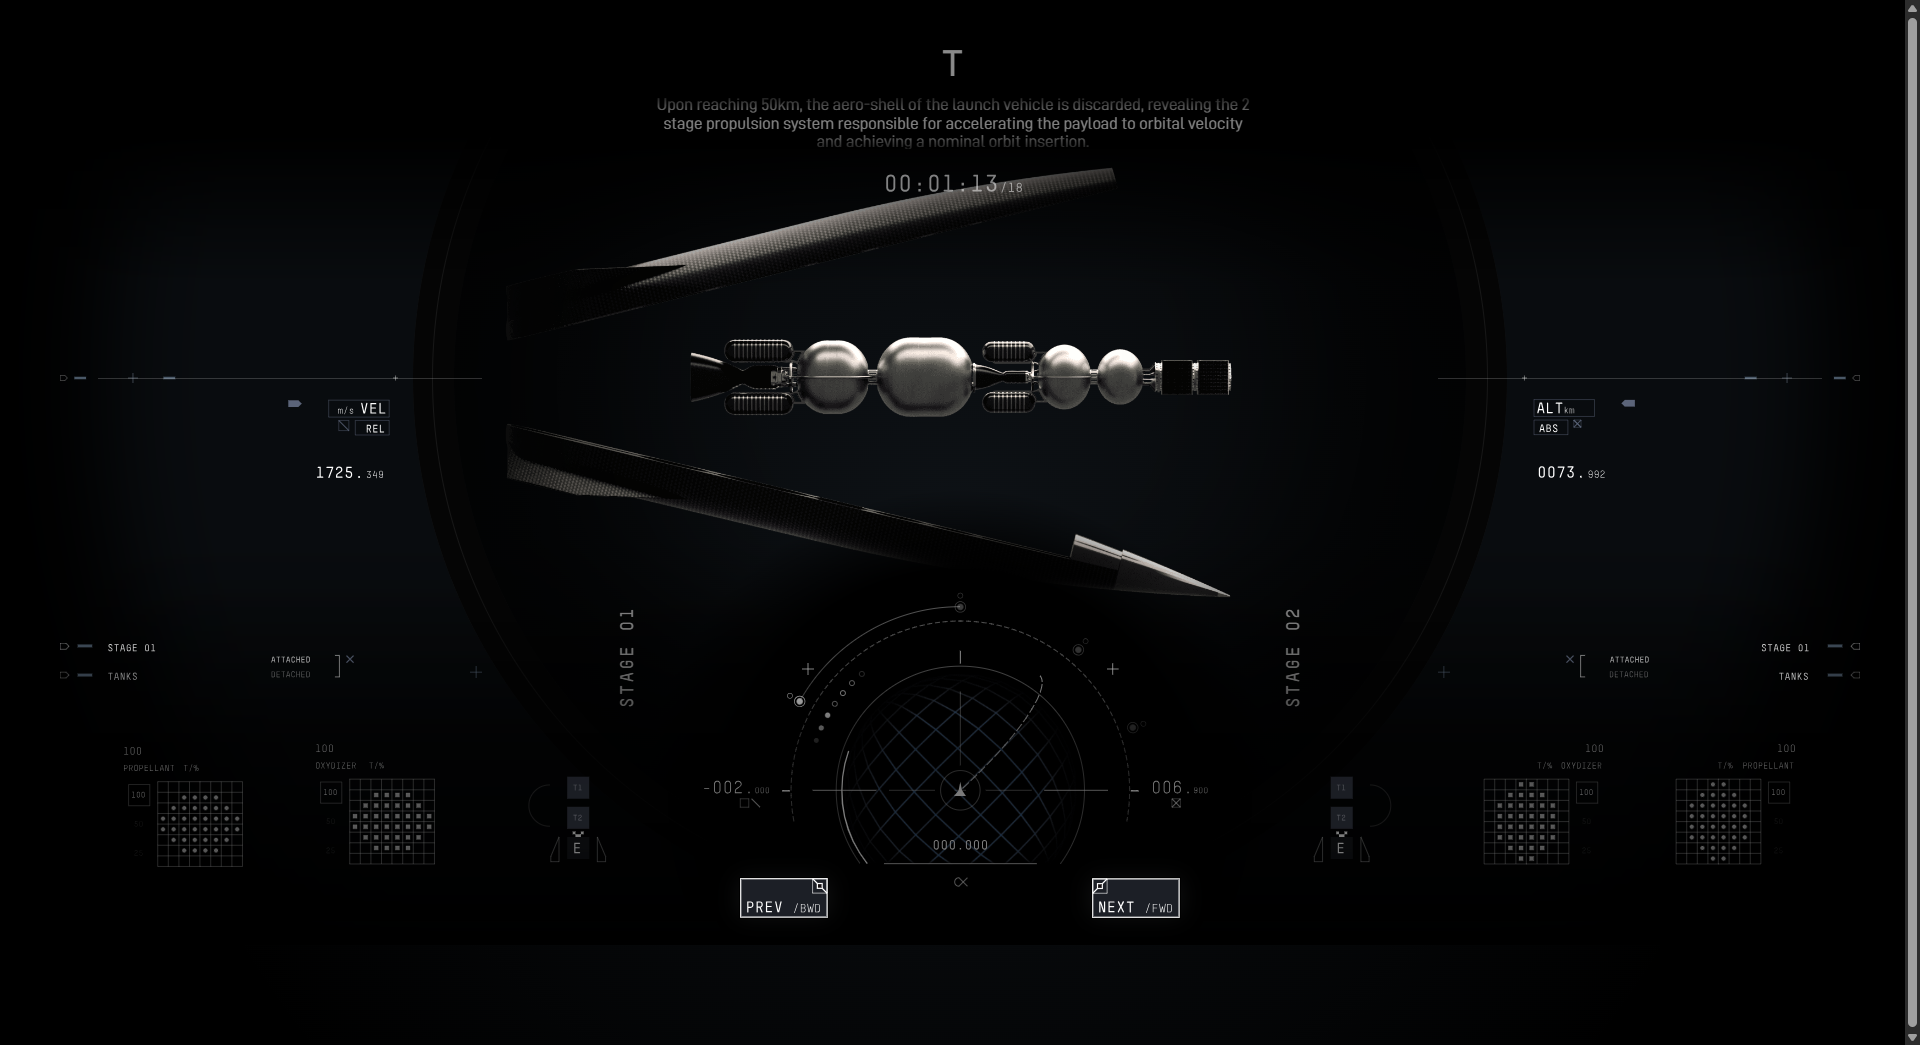 T
Upon reaching 50km, the aero-shell of the launch vehicle is discarded, revealing the 2
stage propulsion system responsible for accelerating the payload to orbital velocity
and achieving a nominal orbit insertion.
00:01:13/18
m/s VEL
REL
1725.349
ALT km
ABS
0073.992
STAGE 01
TANKS
ATTACHED
DETACHED
STAGE 01
STAGE 02
ATTACHED
DETACHED
STAGE 01
TANKS
100
PROPELLANT T/%
100
100
OXYDIZER T/%
100
T1
T2
E
-002.000
006.900
000.000
T1
T2
E
100
T/% OXYDIZER
100
100
T/% PROPELLANT
100
PREV /BWD
NEXT /FWD